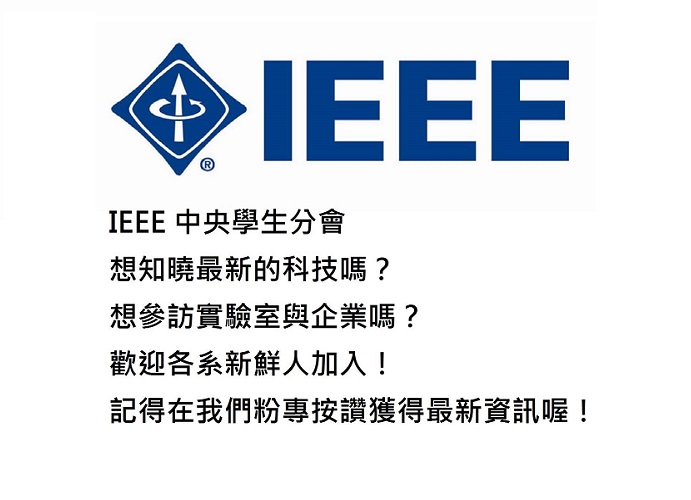 IEEE
®
IEEE 中央學生分會
想知曉最新的科技嗎？
想參訪實驗室與企業嗎？
歡迎各系新鮮人加入！
記得在我們粉專按讚獲得最新資訊喔！